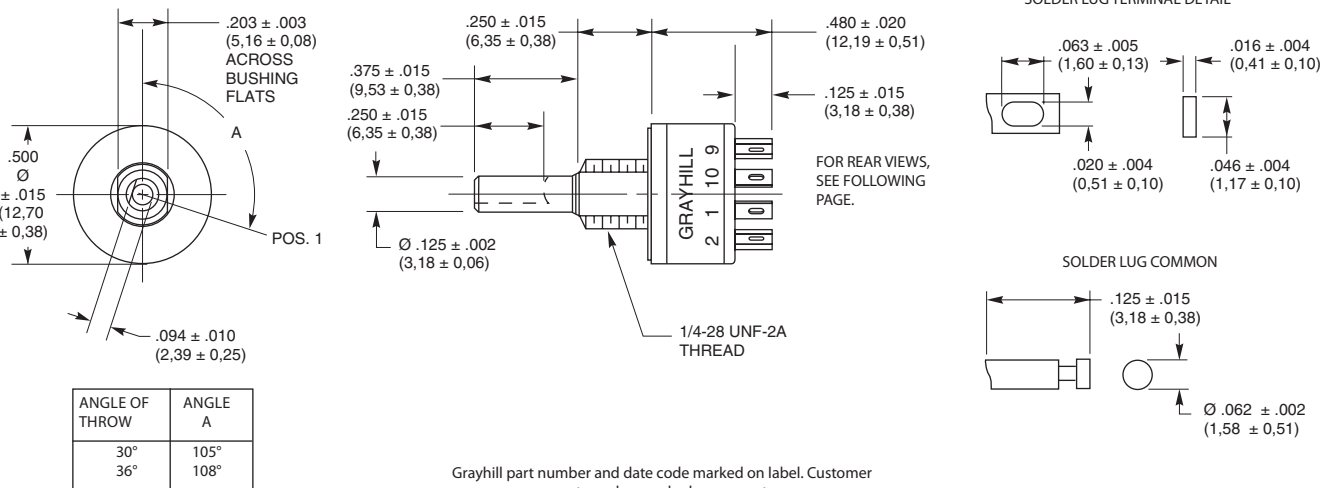 SOLDER LUG TERMINAL DETAIL
.203 ± .003
(5,16 ± 0,08)
ACROSS
BUSHING
FLATS
A
.500
Ø
± .015
(12,70
± 0,38)
POS. 1
.094 ± .010
(2,39 ± 0,25)
ANGLE OF THROW
ANGLE A
30° 105°
36° 108°
.250 ± .015
(6,35 ± 0,38)
.480 ± .020
(12,19 ± 0,51)
.375 ± .015
(9,53 ± 0,38)
.125 ± .015
(3,18 ± 0,38)
.250 ± .015
(6,35 ± 0,38)
GRAYHILL
2 1 10 9
FOR REAR VIEWS,
SEE FOLLOWING
PAGE.
Ø .125 ± .002
(3,18 ± 0,06)
1/4-28 UNF-2A
THREAD
.063 ± .005
(1,60 ± 0,13)
.016 ± .004
(0,41 ± 0,10)
.020 ± .004
(0,51 ± 0,10)
.046 ± .004
(1,17 ± 0,10)
SOLDER LUG COMMON
.125 ± .015
(3,18 ± 0,38)
Ø .062 ± .002
(1,58 ± 0,51)
Grayhill part number and date code marked on label. Customer